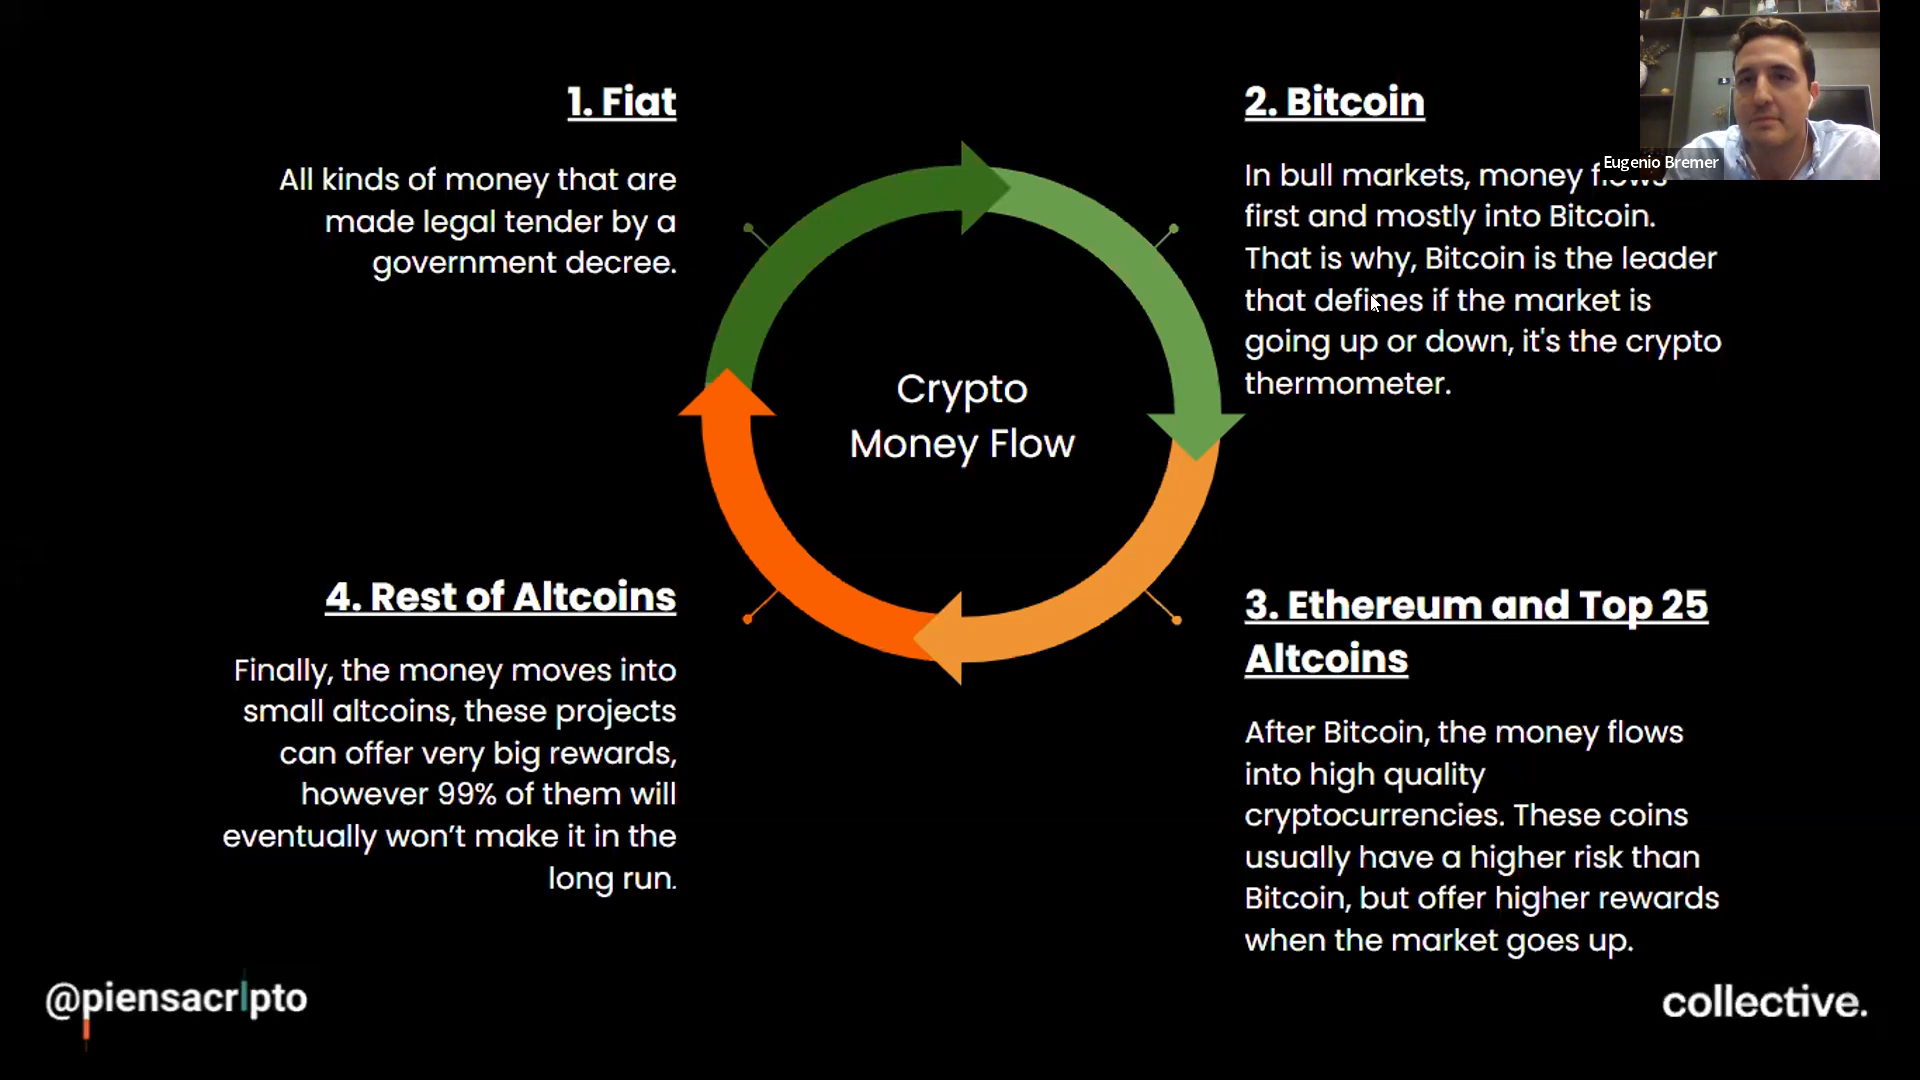 1. Fiat
All kinds of money that are
made legal tender by a
government decree.
2. Bitcoin
In bull markets, money flows
first and mostly into Bitcoin.
That is why, Bitcoin is the leader
that defines if the market is
going up or down, it's the crypto
thermometer.
Eugenio Bremer
Crypto
Money Flow
3. Ethereum and Top 25
Altcoins
After Bitcoin, the money flows
into high quality
cryptocurrencies. These coins
usually have a higher risk than
Bitcoin, but offer higher rewards
when the market goes up.
4. Rest of Altcoins
Finally, the money moves into
small altcoins, these projects
can offer very big rewards,
however 99% of them will
eventually won’t make it in the
long run.
@piensacripto
collective.